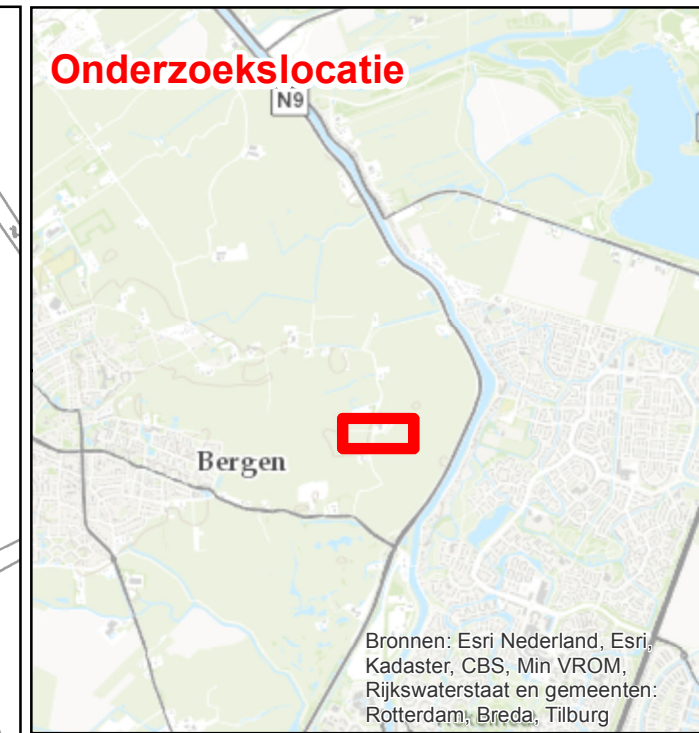 Onderzoekslocatie
N9
Bergen
Bronnen: Esri Nederland, Esri,
Kadaster, CBS, Min VROM,
Rijkswaterstaat en gemeenten:
Rotterdam, Breda, Tilburg